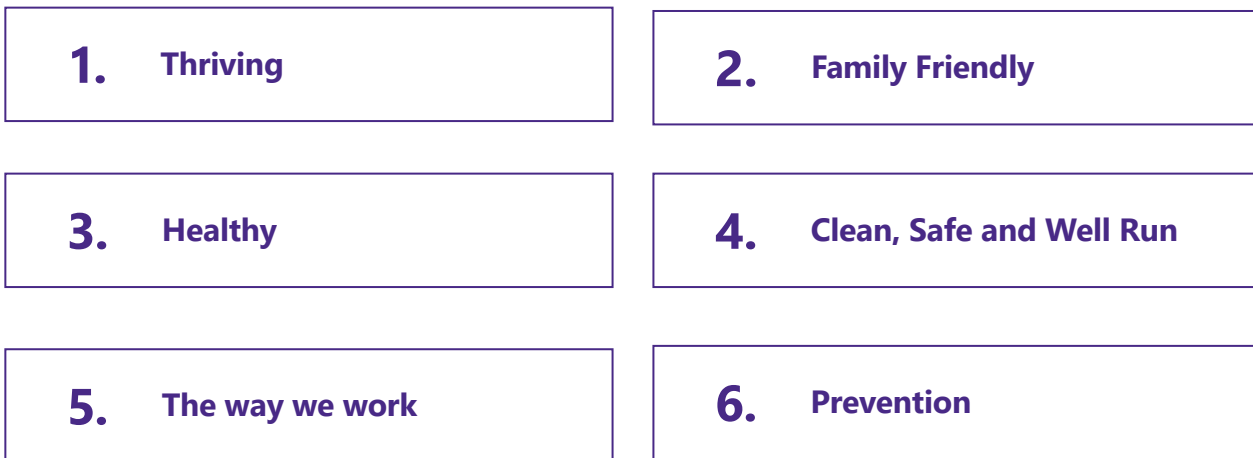 1. Thriving
2. Family Friendly
3. Healthy
4. Clean, Safe and Well Run
5. The way we work
6. Prevention